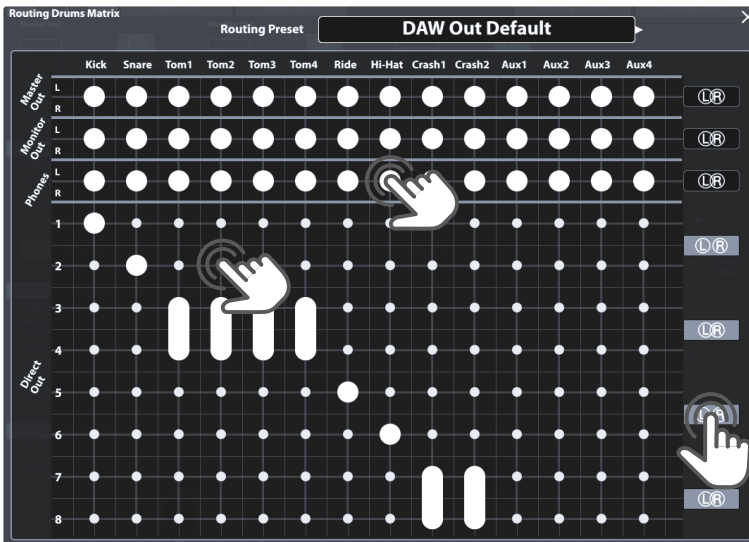 Routing Drums Matrix
Routing Preset DAW Out Default
Kick Snare Tom1 Tom2 Tom3 Tom4 Ride Hi-Hat Crash1 Crash2 Aux1 Aux2 Aux3 Aux4
Master Out
L
R
LR
Monitor Out
L
R
LR
Phones
L
R
LR
Direct Out
1
2
LR
3
4
LR
5
6
7
8
LR